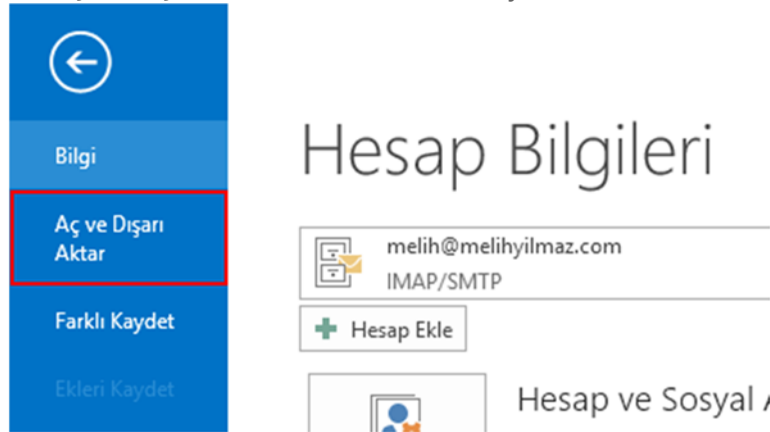 Bilgi
Aç ve Dışarı
Aktar
Farklı Kaydet
Ekleri Kaydet
Hesap Bilgileri
melih@melihyilmaz.com
IMAP/SMTP
Hesap Ekle
Hesap ve Sosyal